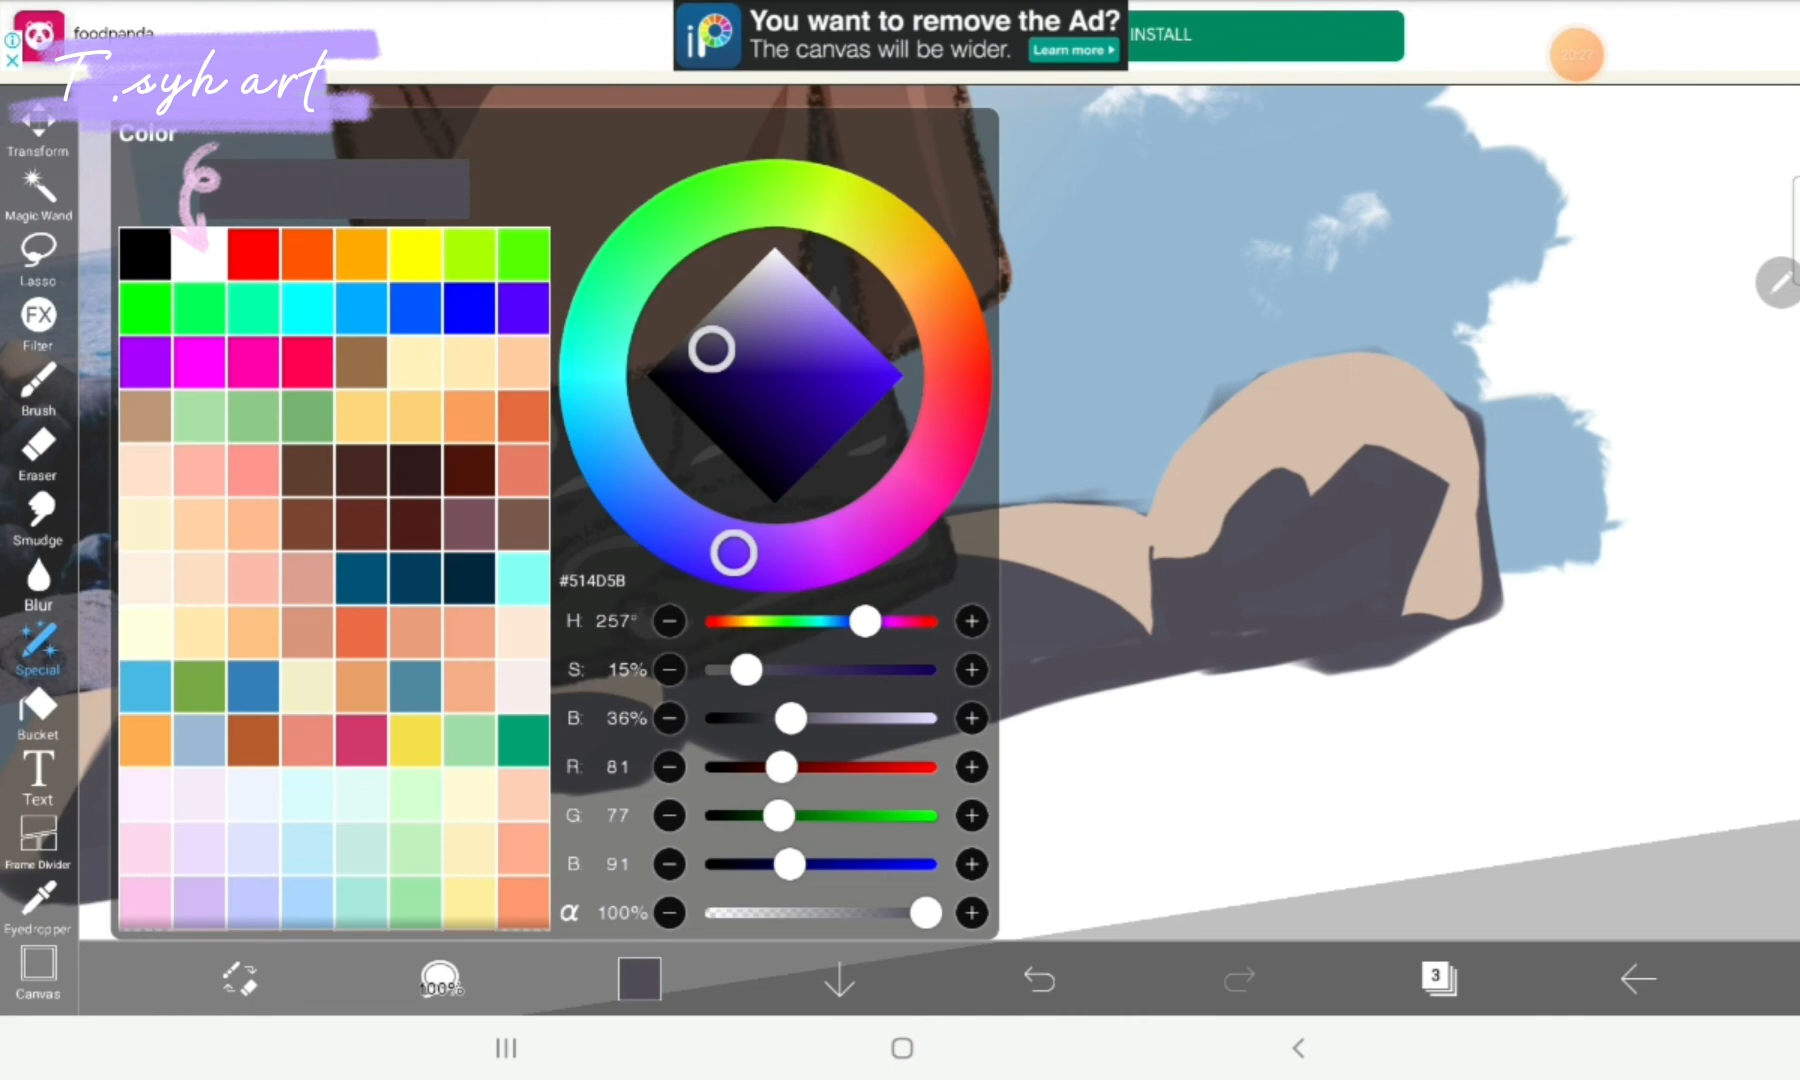 foodpanda
You want to remove the Ad?
The canvas will be wider.
Learn more
INSTALL
20:27
T.syh art
Color
Transform
Magic Wand
Lasso
FX
Filter
Brush
Eraser
Smudge
Blur
Special
Bucket
T
Text
Frame Divider
Eyedropper
Canvas
#514D5B
H: 257°
S: 15%
B: 36%
R: 81
G: 77
B: 91
α 100%
100%
3